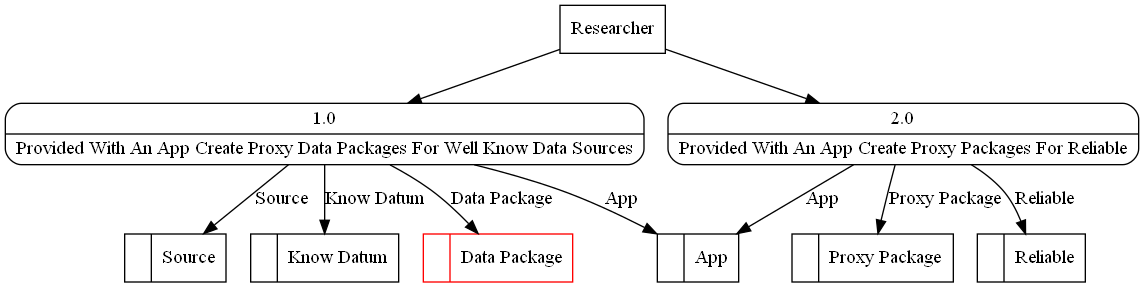 Researcher
1.0
Provided With An App Create Proxy Data Packages For Well Know Data Sources
2.0
Provided With An App Create Proxy Packages For Reliable
Source
Know Datum
Data Package
App
App
Proxy Package
Reliable
Source
Know Datum
Data Package
App
Proxy Package
Reliable